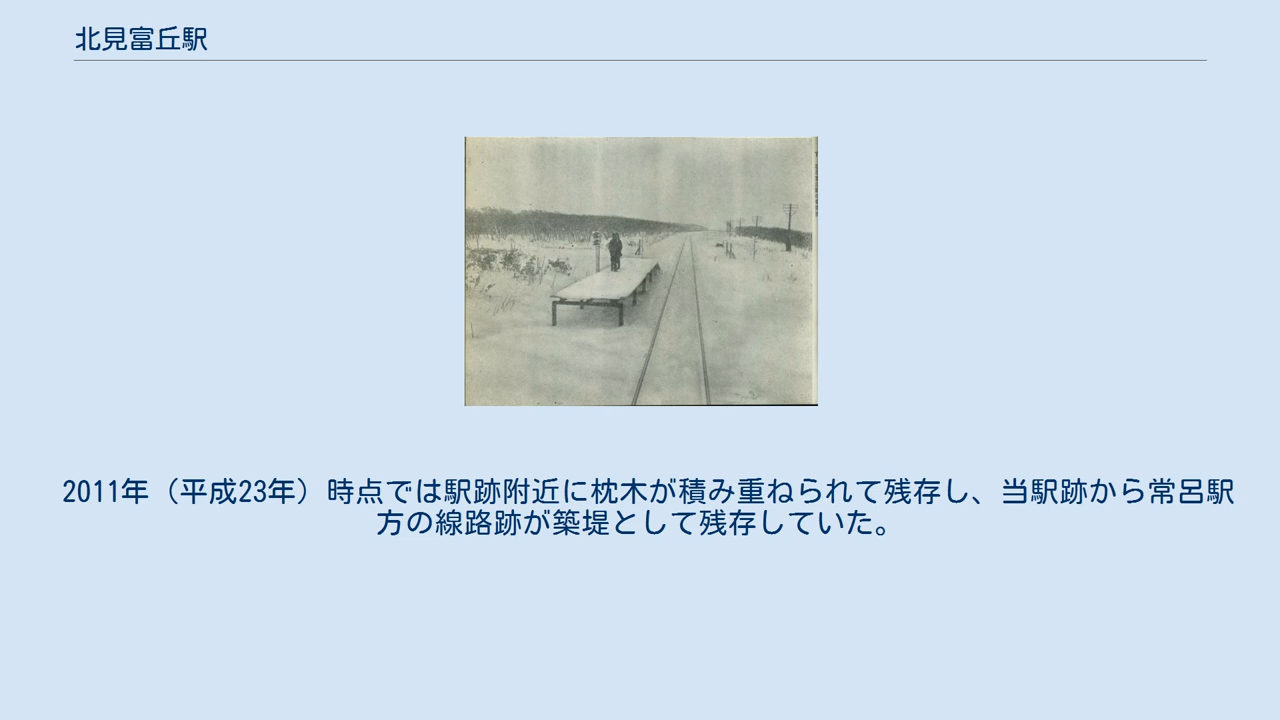 北見富丘駅
2011年（平成23年）時点では駅跡附近に枕木が積み重ねられて残存し、当駅跡から常呂駅
方の線路跡が築堤として残存していた。